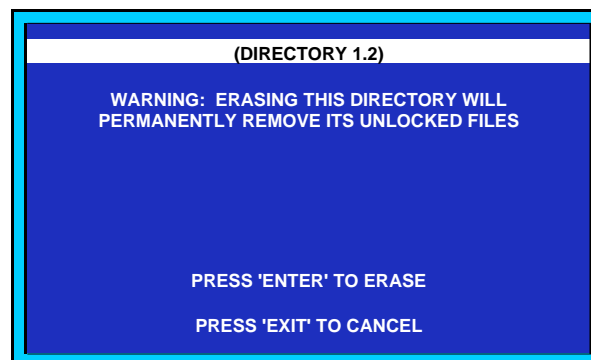 (DIRECTORY 1.2)
WARNING: ERASING THIS DIRECTORY WILL
PERMANENTLY REMOVE ITS UNLOCKED FILES
PRESS 'ENTER' TO ERASE
PRESS 'EXIT' TO CANCEL